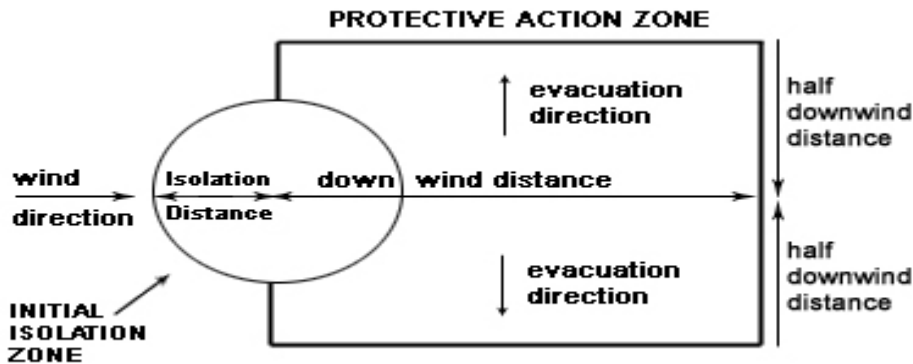 PROTECTIVE ACTION ZONE
evacuation
direction
half
downwind
distance
wind
direction
Isolation
Distance
down wind distance
evacuation
direction
half
downwind
distance
INITIAL
ISOLATION
ZONE